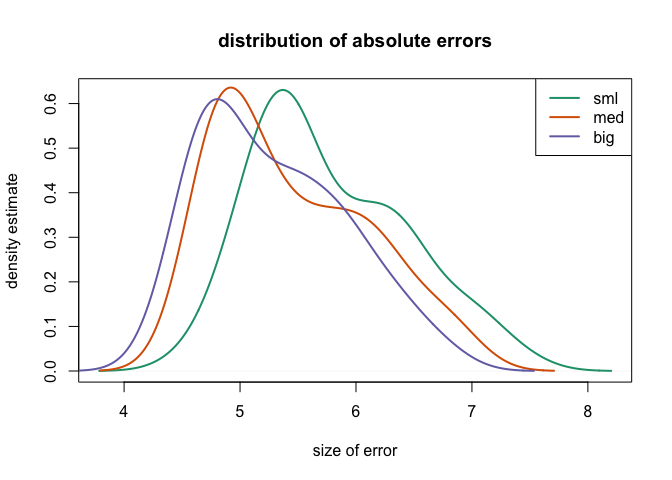 distribution of absolute errors
sml
med
big
density estimate
0.6
0.5
0.4
0.3
0.2
0.1
0.0
4 5 6 7 8
size of error